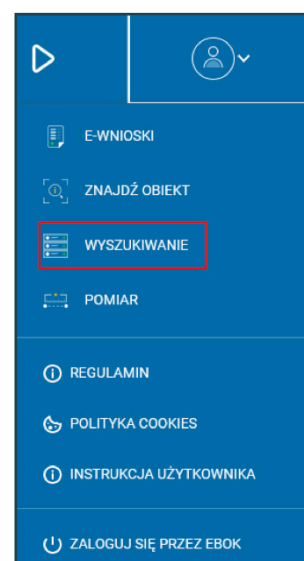 E-WNIOSKI
ZNAJDŹ OBIEKT
WYSZUKIWANIE
POMIAR
REGULAMIN
POLITYKA COOKIES
INSTRUKCJA UŻYTKOWNIKA
ZALOGUJ SIĘ PRZEZ EBOK